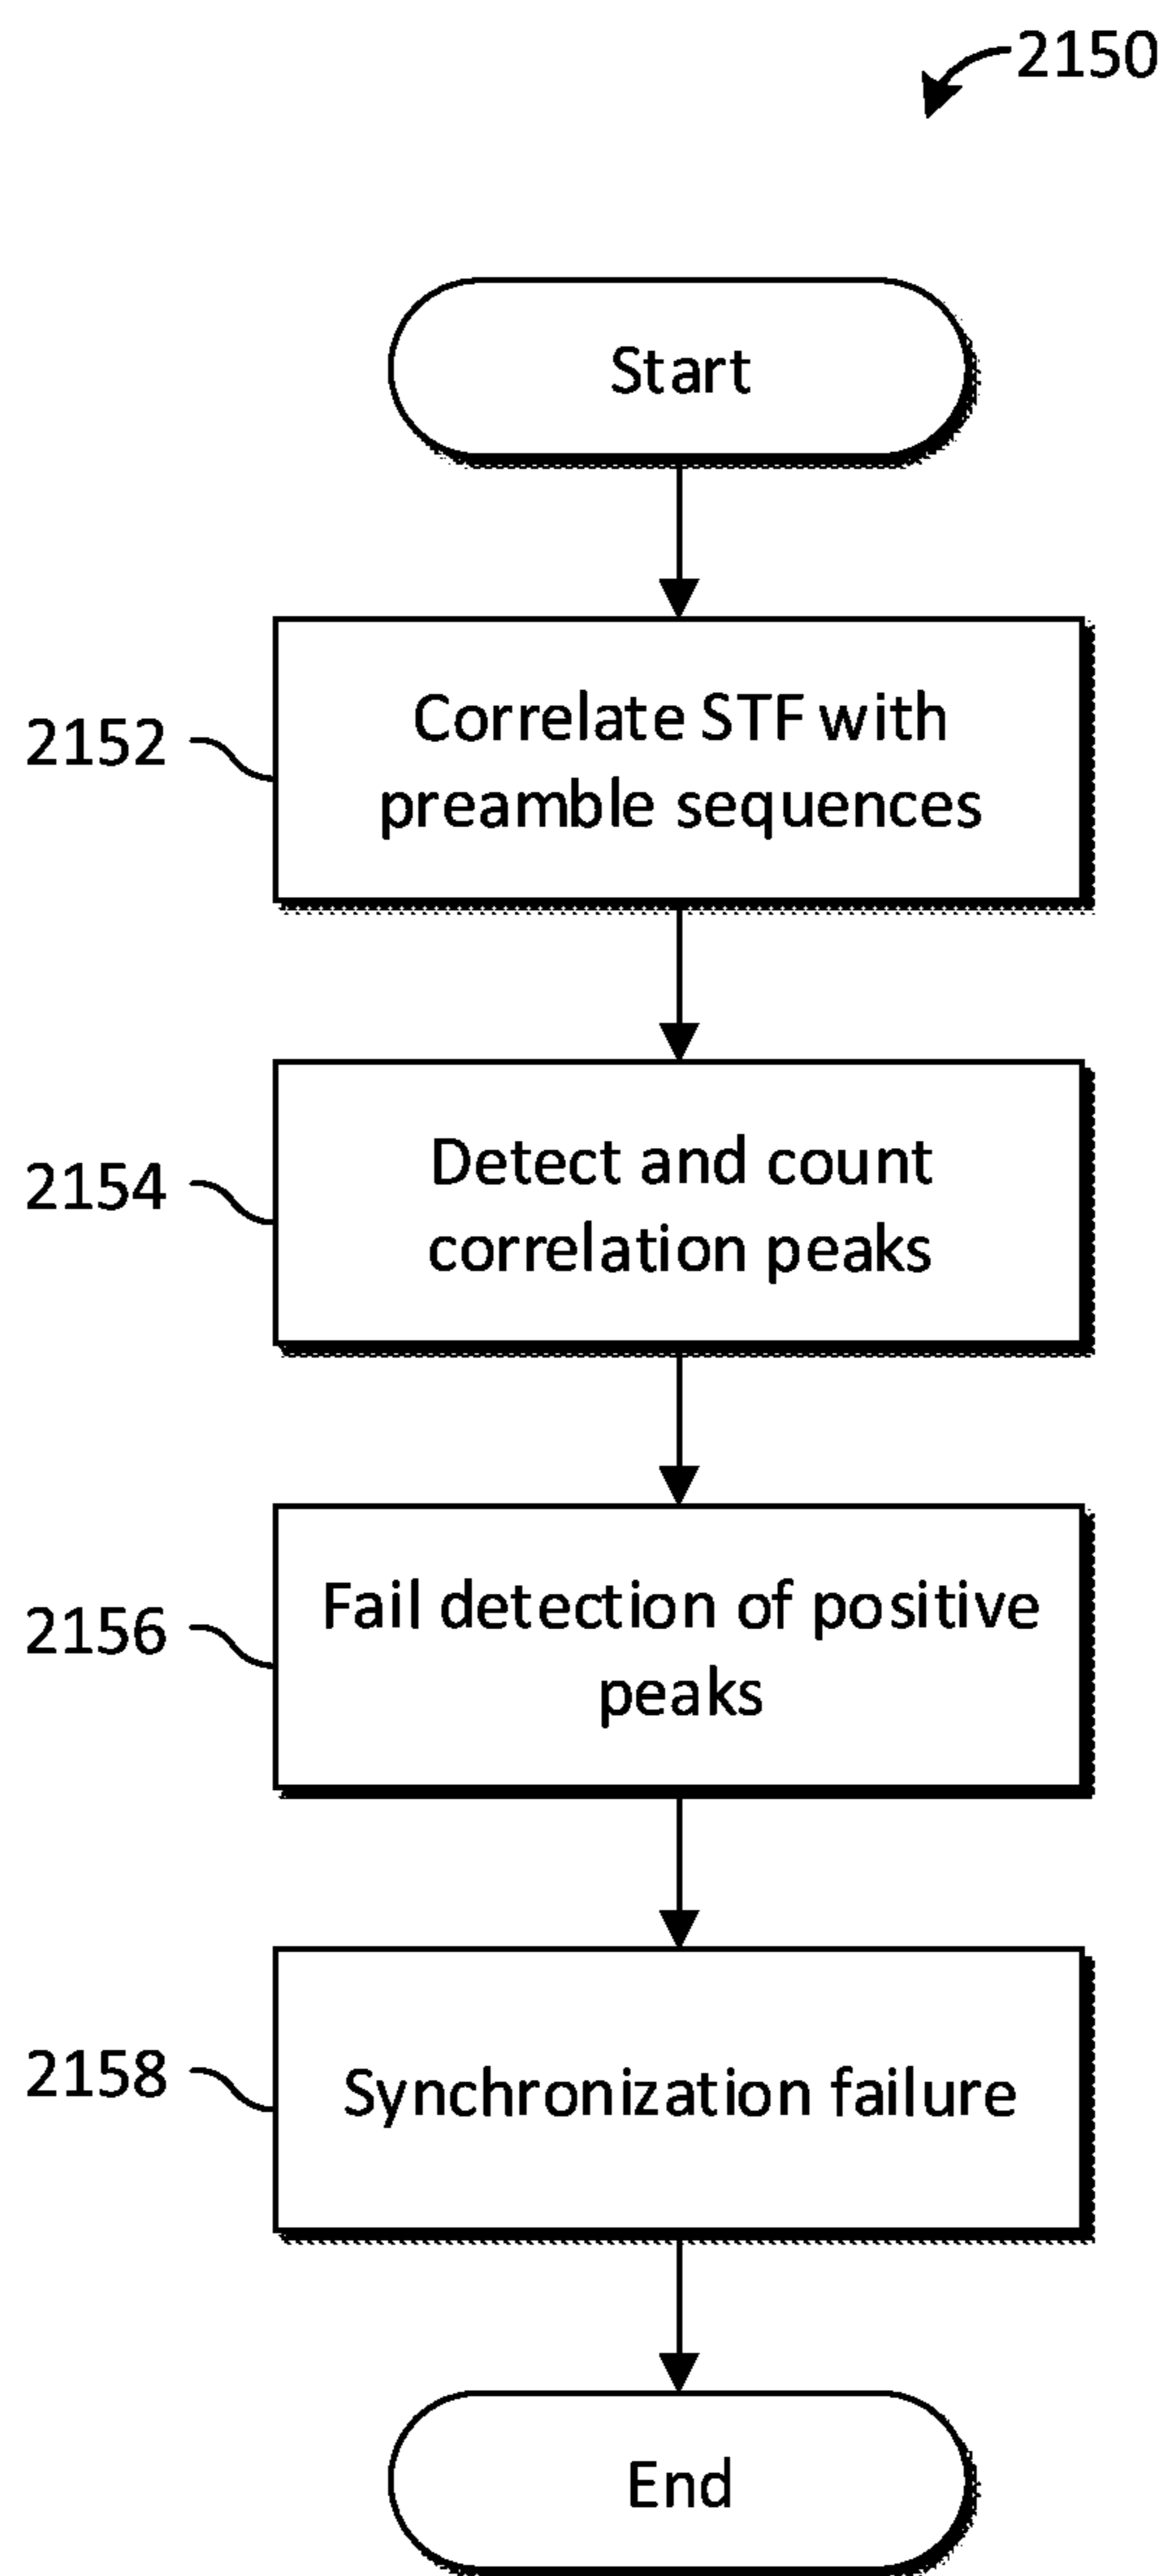 2150
Start
2152
Correlate STF with
preamble sequences
2154
Detect and count
correlation peaks
2156
Fail detection of positive
peaks
2158
Synchronization failure
End